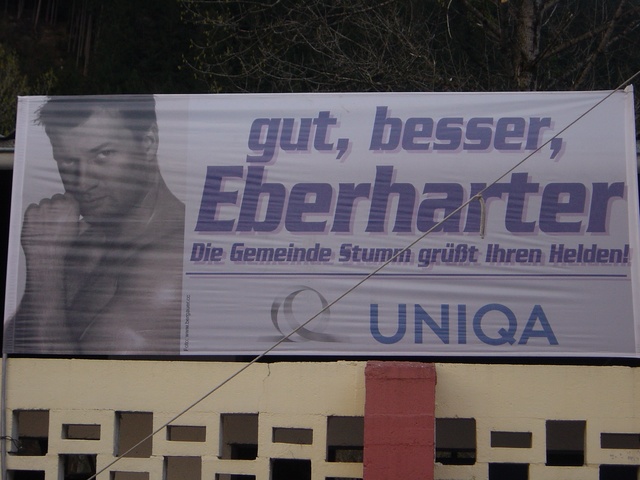 gut, besser,
Eberharter
Die Gemeinde Stumm grüßt Ihren Helden!
UNIQA